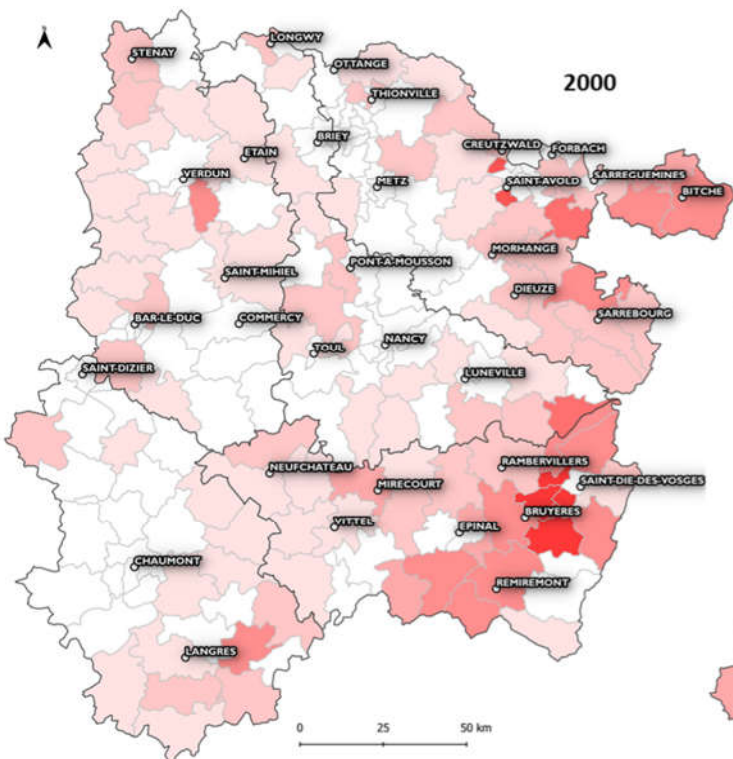 LONGWY
STENAY
OTTANGE
2000
THIONVILLE
BRIEY
CREUTZWALD
FORBACH
ETAIN
VERDUN
METZ
SAINT-AVOLD
SARREGUEMINES
BITCHE
MORHANGE
SAINT-MIHIEL
PONT-A-MOUSSON
DIEUZE
BAR-LE-DUC
COMMERCY
SARREBOURG
TOUL
NANCY
SAINT-DIZIER
LUNEVILLE
NEUFCHATEAU
RAMBERVILLERS
MIRECOURT
SAINT-DIE-DES-VOSGES
VITTEL
BRUYERES
EPINAL
CHAUMONT
REMIREMONT
LANGRES
0 25 50 km